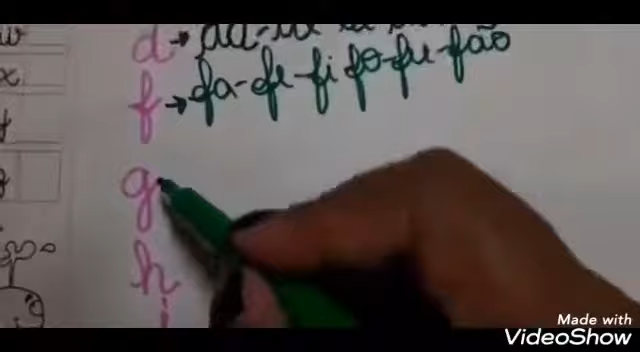 w
x
d →
f → fa - fe - fi fo - fu - fão
y
z
g
h
i
Made with
VideoShow